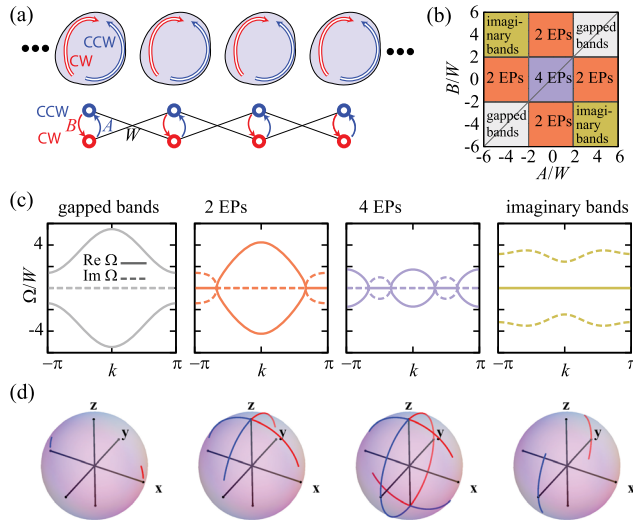 (a)
CCW
CW
CCW
CW
B
A
W
(b)
B/W
6
4
2
0
-2
-4
-6
imagi-
nary
bands
2 EPs
gapped
bands
2 EPs
4 EPs
2 EPs
gapped
bands
2 EPs
imagi-
nary
bands
-6 -4 -2 0 2 4 6
A/W
(c)
gapped bands
2 EPs
4 EPs
imaginary bands
Ω/W
4
-4
Re Ω
Im Ω
−π k π
−π k π
−π k π
−π k π
(d)
z
y
x
z
y
x
z
y
x
z
y
x